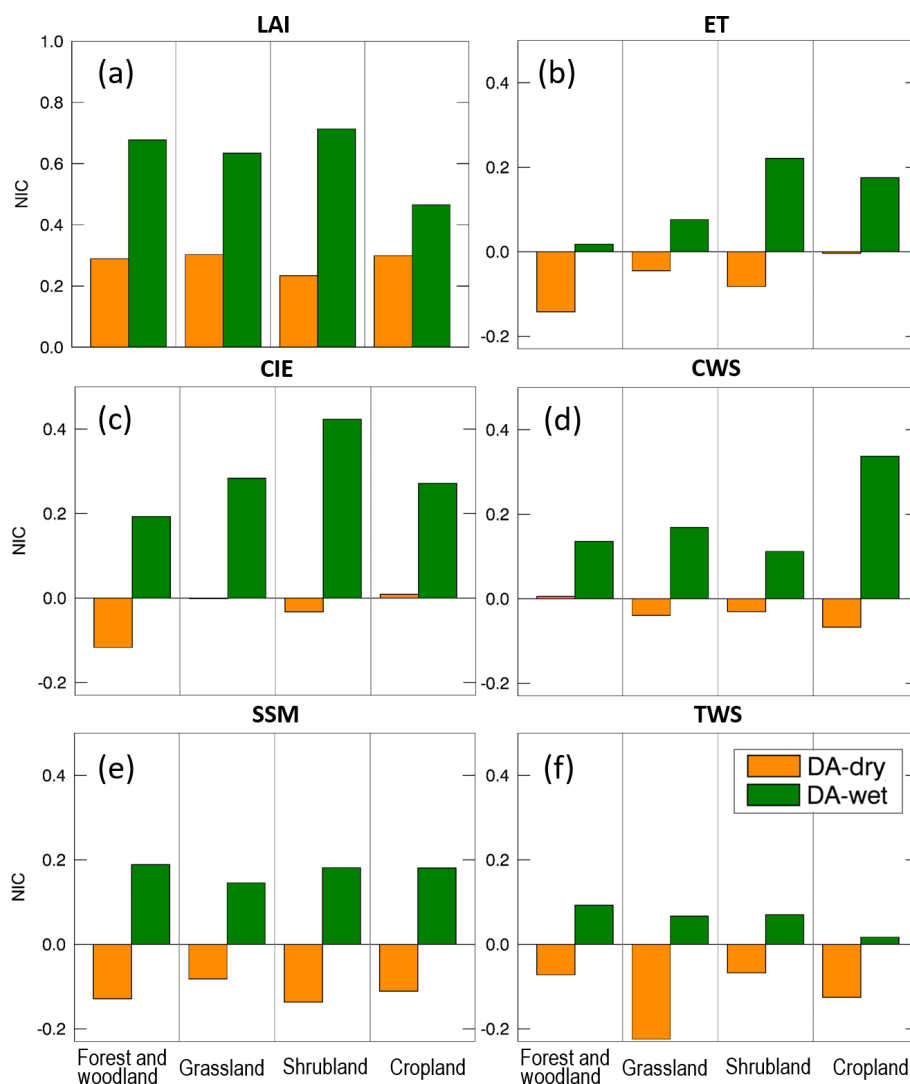 LAI
ET
(a)
(b)
1.0
0.8
0.6
0.4
0.2
0.0
NIC
0.4
0.2
0.0
-0.2
CIE
CWS
(c)
(d)
0.4
0.2
0.0
-0.2
NIC
0.4
0.2
0.0
-0.2
SSM
TWS
(e)
(f)
0.4
0.2
0.0
-0.2
NIC
0.4
0.2
0.0
-0.2
DA-dry
DA-wet
Forest and
woodland
Grassland
Shrubland
Cropland
Forest and
woodland
Grassland
Shrubland
Cropland